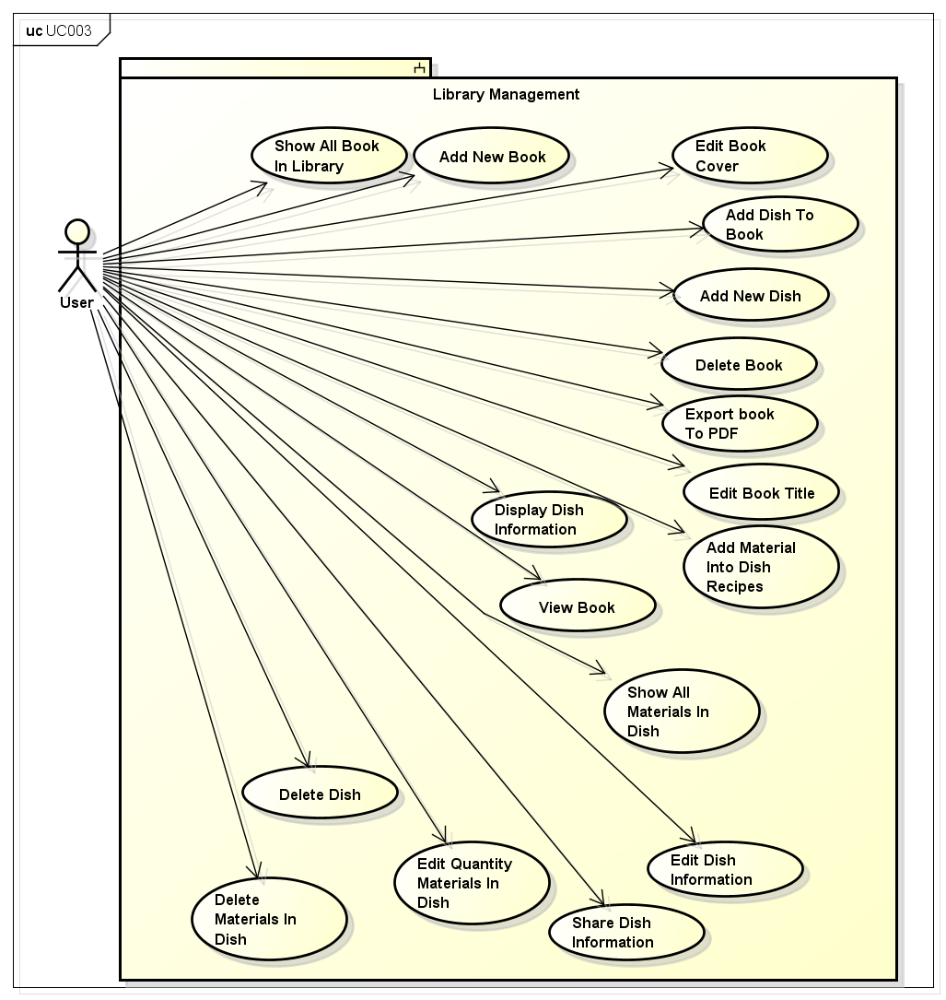 uc UC003
Library Management
Show All Book
In Library
Add New Book
Edit Book
Cover
Add Dish To
Book
User
Add New Dish
Delete Book
Export book
To PDF
Edit Book Title
Display Dish
Information
Add Material
Into Dish
Recipes
View Book
Show All
Materials In
Dish
Delete Dish
Edit Quantity
Materials In
Dish
Edit Dish
Information
Delete
Materials In
Dish
Share Dish
Information